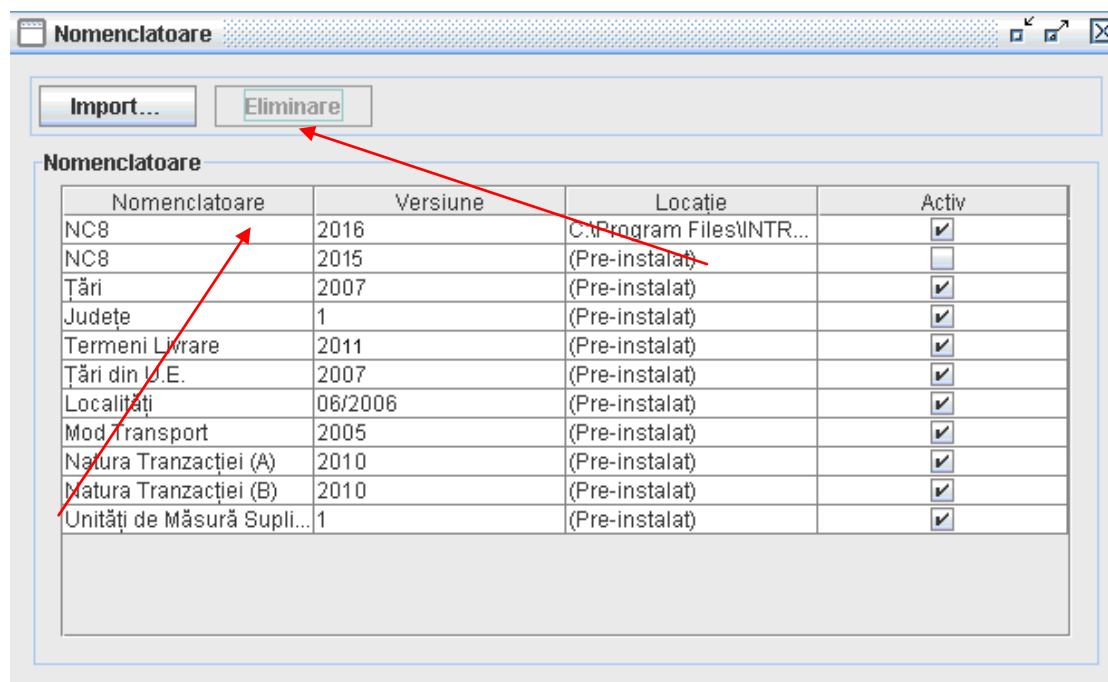 Nomenclatoare
Import... Eliminare
Nomenclatoare
Nomenclatoare Versiune Locație Activ
NC8 2016 C:\Program Files\INTR...
NC8 2015 (Pre-instalat)
Țări 2007 (Pre-instalat)
Județe 1 (Pre-instalat)
Termeni Livrare 2011 (Pre-instalat)
Țări din U.E. 2007 (Pre-instalat)
Localități 06/2006 (Pre-instalat)
Mod Transport 2005 (Pre-instalat)
Natura Tranzacției (A) 2010 (Pre-instalat)
Natura Tranzacției (B) 2010 (Pre-instalat)
Unități de Măsură Supli... 1 (Pre-instalat)